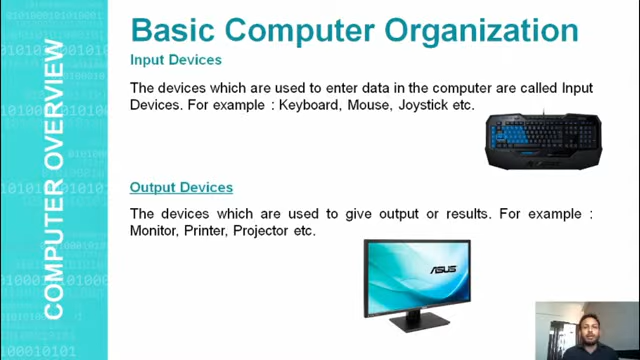 Basic Computer Organization
Input Devices
The devices which are used to enter data in the computer are called Input
Devices. For example : Keyboard, Mouse, Joystick etc.
Output Devices
The devices which are used to give output or results. For example :
Monitor, Printer, Projector etc.
ASUS
COMPUTER OVERVIEW